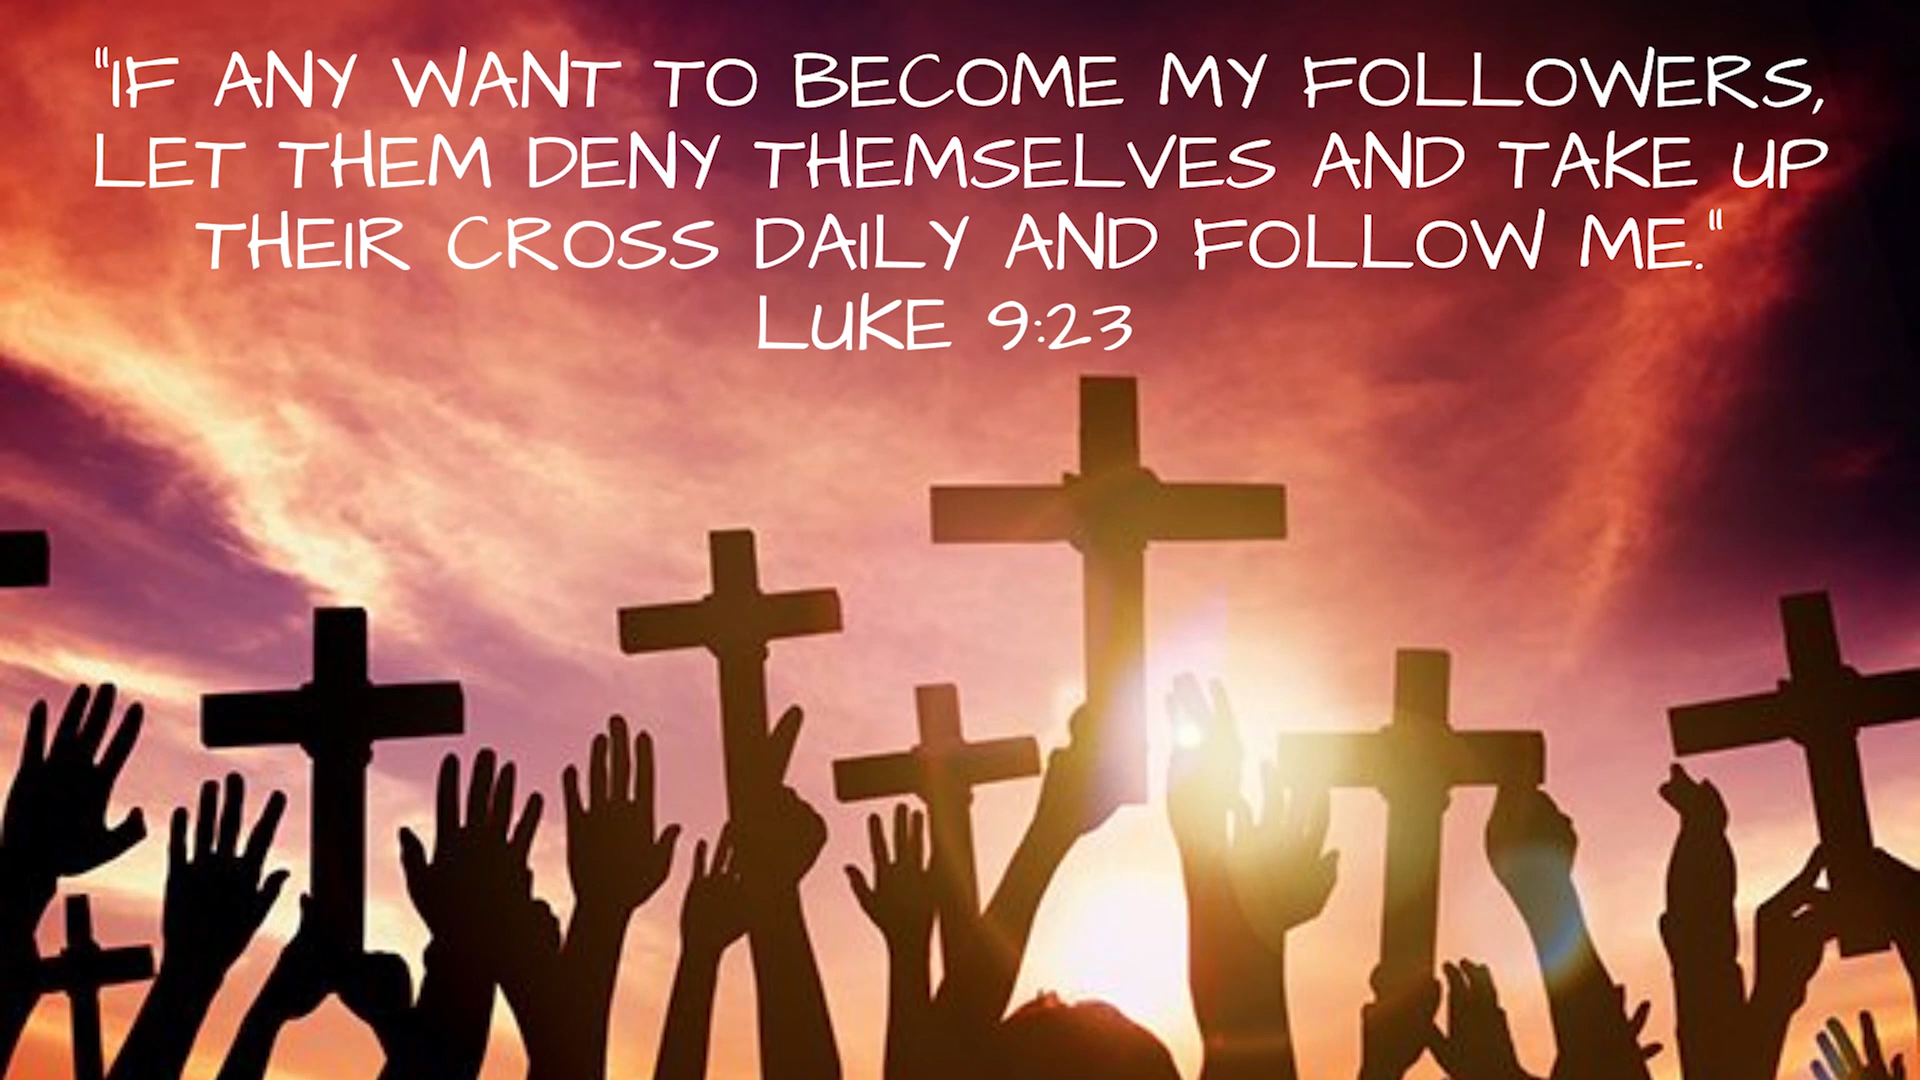 "IF ANY WANT TO BECOME MY FOLLOWERS,
LET THEM DENY THEMSELVES AND TAKE UP
THEIR CROSS DAILY AND FOLLOW ME."
LUKE 9:23